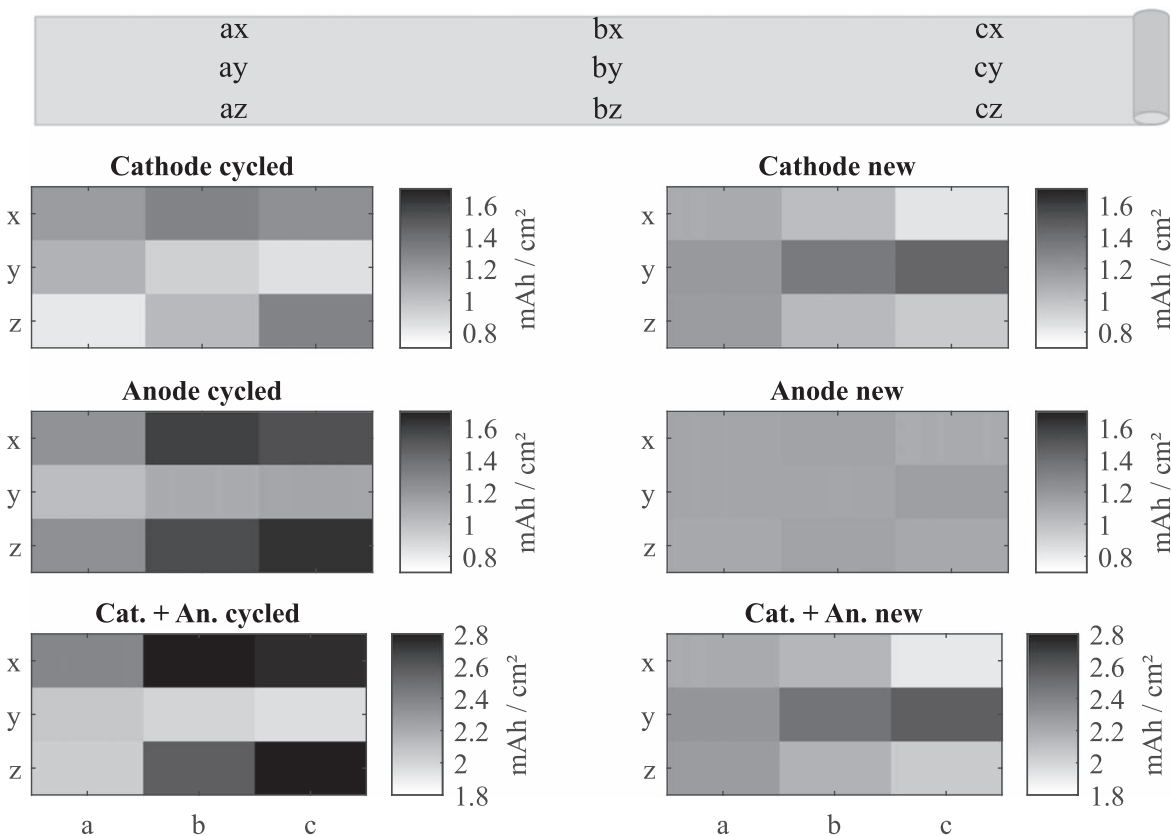 ax bx cx
ay by cy
az bz cz
Cathode cycled Cathode new
x 1.6 1.6
1.4 1.4
y 1.2 mAh / cm² 1.2 mAh / cm²
1 1
z 0.8 0.8
Anode cycled Anode new
x 1.6 x 1.6
1.4 1.4
y 1.2 mAh / cm² y 1.2 mAh / cm²
1 1
z 0.8 z 0.8
Cat. + An. cycled Cat. + An. new
2.8 2.8
x 2.6 x 2.6
2.4 2.4
y 2.2 mAh / cm² y 2.2 mAh / cm²
z 2 z 2
1.8 1.8
a b c a b c